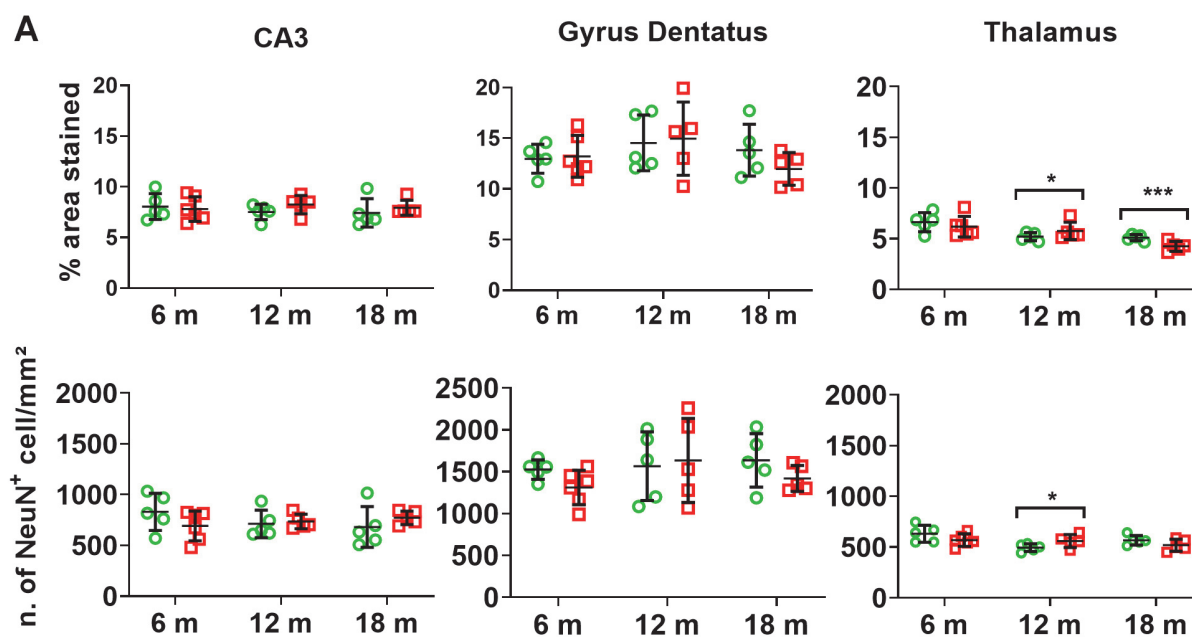 A
CA3
Gyrus Dentatus
Thalamus
% area stained
20
15
10
5
0
6 m
12 m
18 m
20
15
10
5
0
6 m
12 m
18 m
20
15
10
5
0
*
***
6 m
12 m
18 m
n. of NeuN⁺ cell/mm²
2000
1500
1000
500
0
6 m
12 m
18 m
2500
2000
1500
1000
500
0
6 m
12 m
18 m
2000
1500
1000
500
0
*
6 m
12 m
18 m